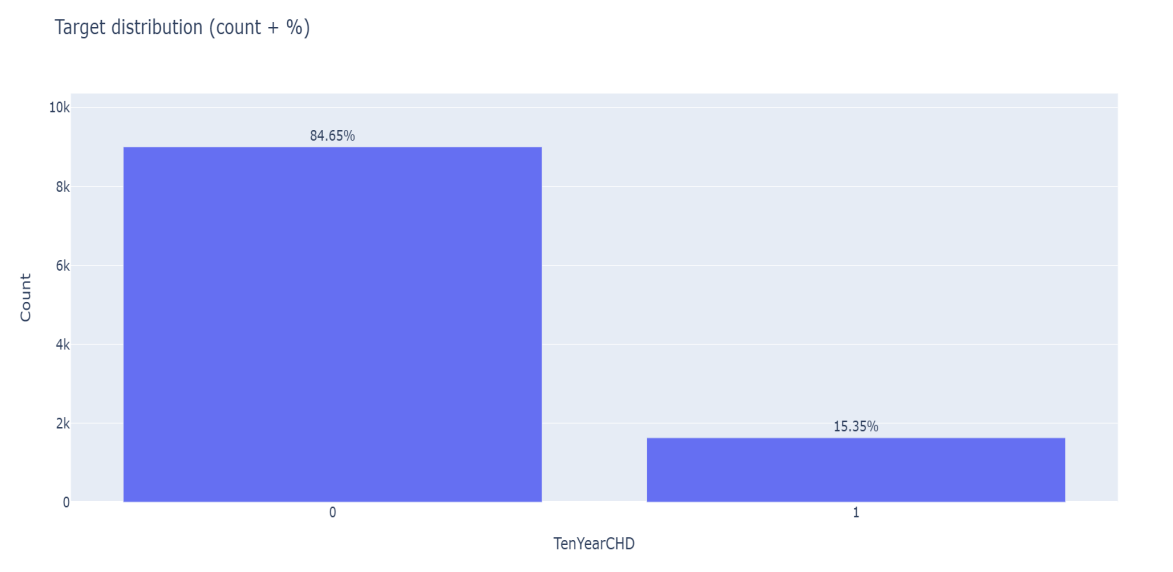 Target distribution (count + %)
10k
84.65%
8k
6k
Count
4k
2k
15.35%
0
0
1
TenYearCHD